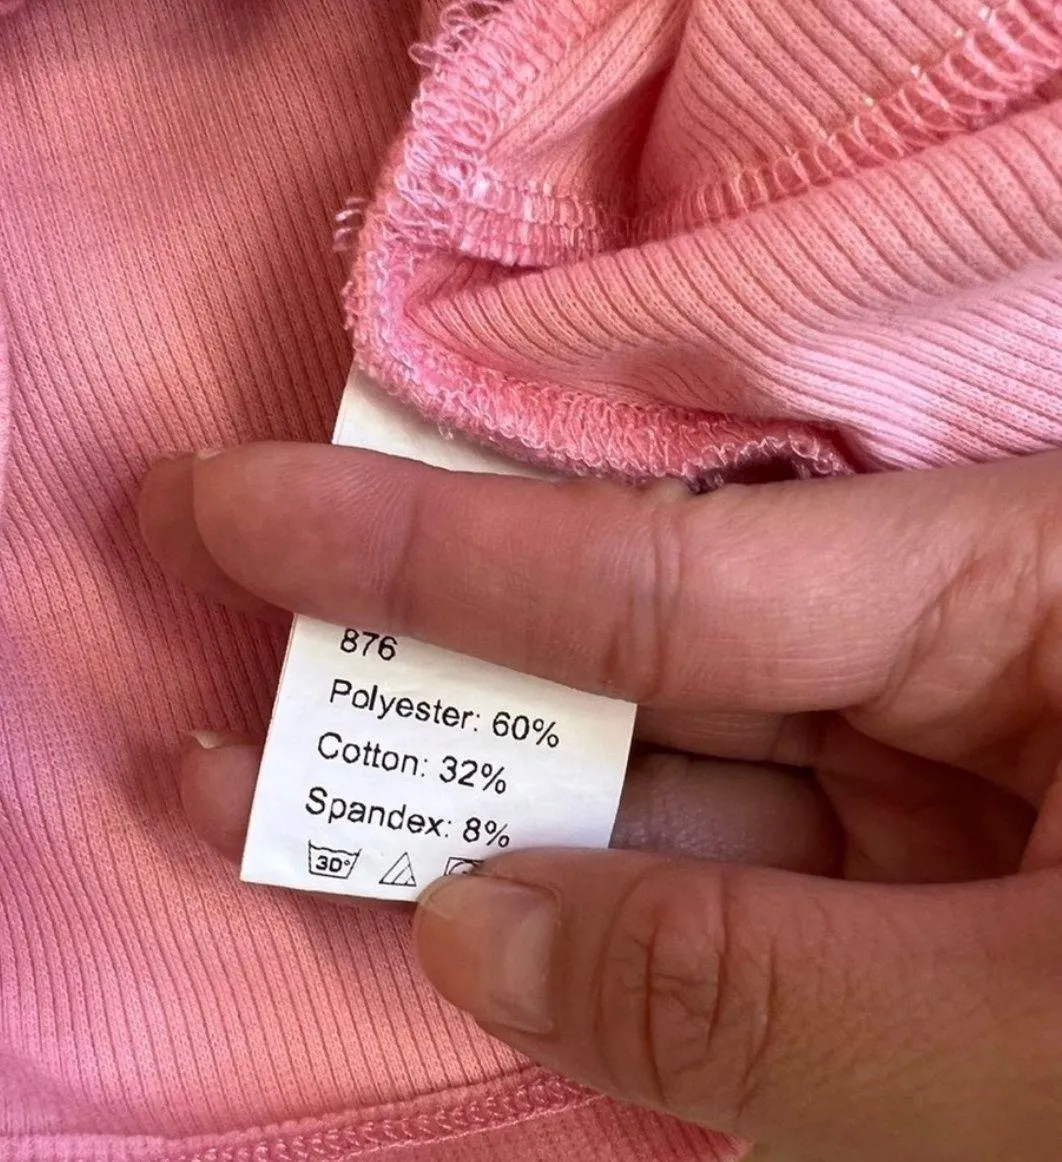 876
Polyester: 60%
Cotton: 32%
Spandex: 8%
30°